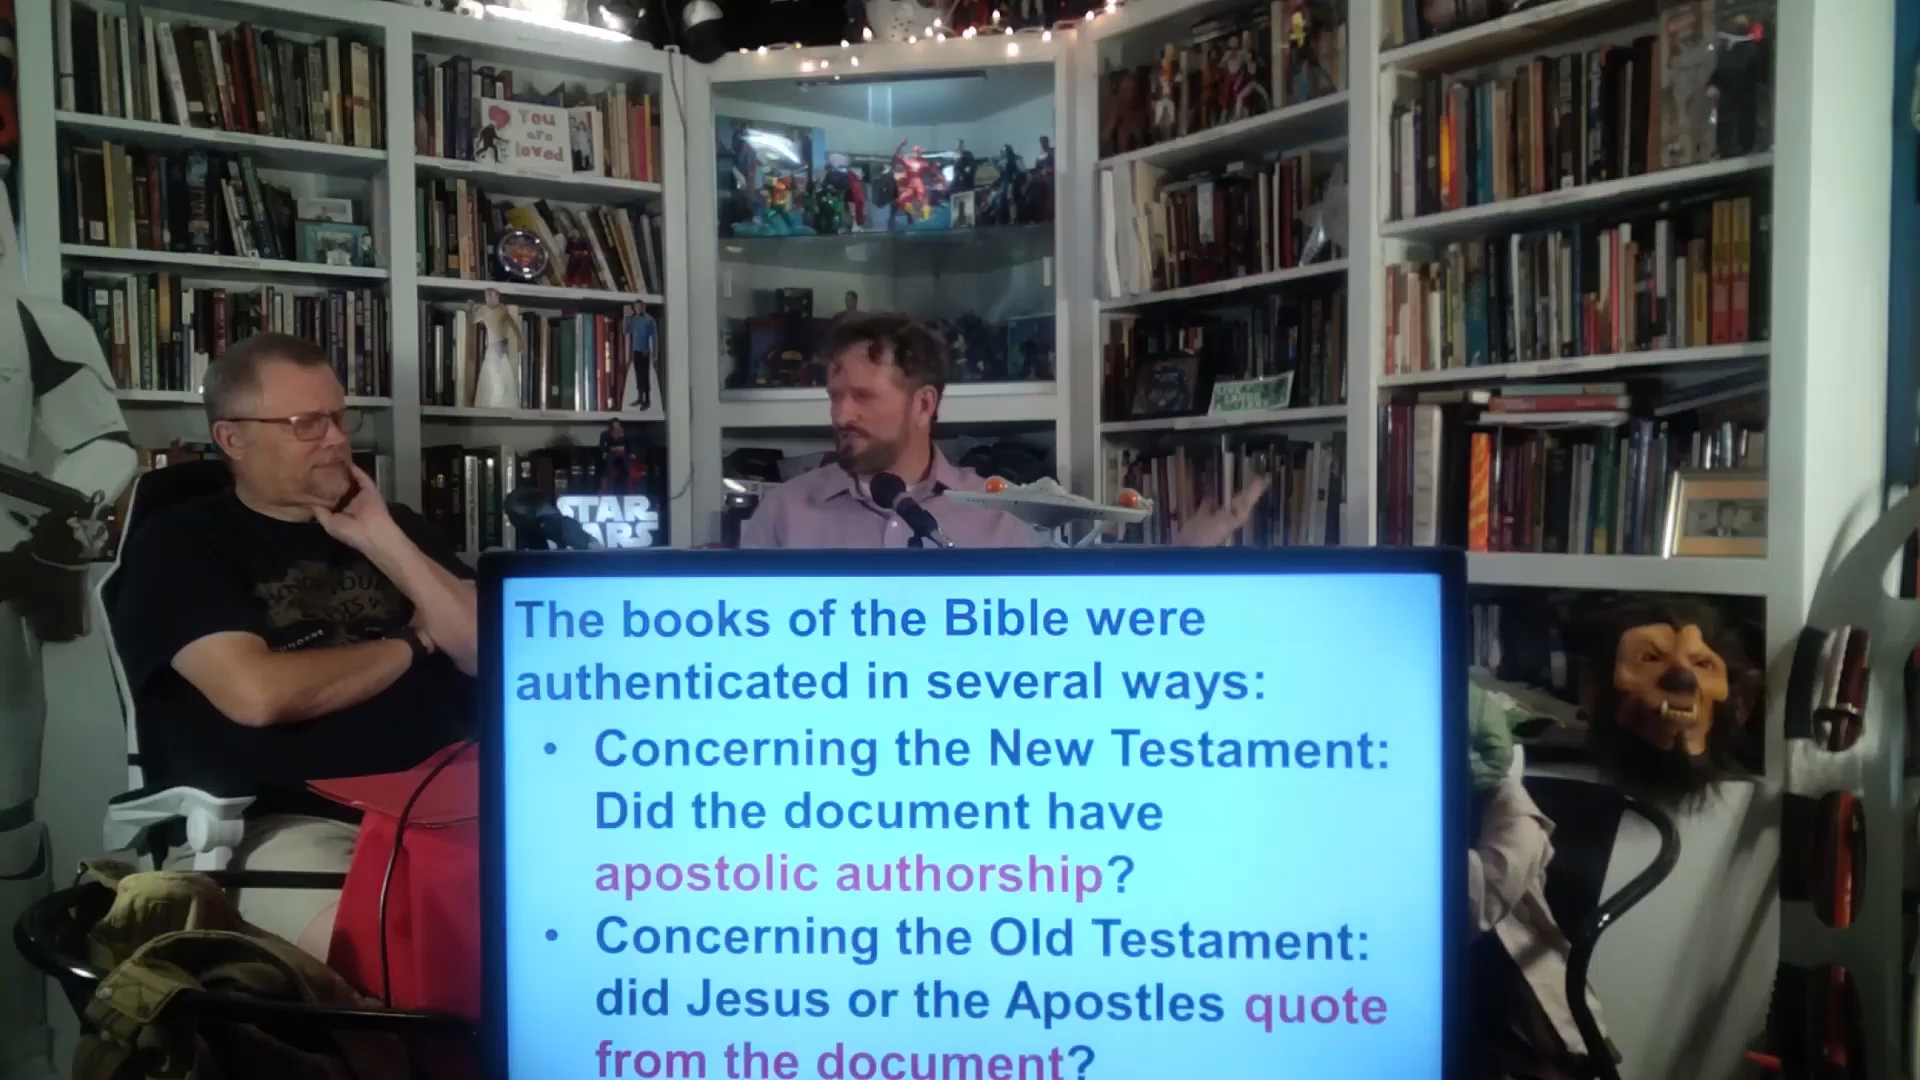 You
are
loved
STAR
WARS
The books of the Bible were
authenticated in several ways:
• Concerning the New Testament:
Did the document have
apostolic authorship?
• Concerning the Old Testament:
did Jesus or the Apostles quote
from the document?